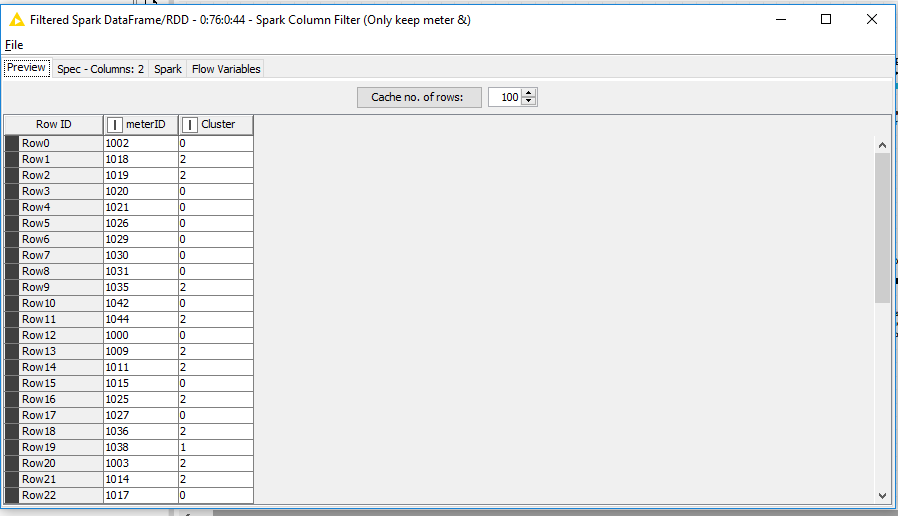 Filtered Spark DataFrame/RDD - 0:76:0:44 - Spark Column Filter (Only keep meter &)
File
Preview Spec - Columns: 2 Spark Flow Variables
Cache no. of rows: 100
Row ID I meterID I Cluster
Row0 1002 0
Row1 1018 2
Row2 1019 2
Row3 1020 0
Row4 1021 0
Row5 1026 0
Row6 1029 0
Row7 1030 0
Row8 1031 0
Row9 1035 2
Row10 1042 0
Row11 1044 2
Row12 1000 0
Row13 1009 2
Row14 1011 2
Row15 1015 0
Row16 1025 2
Row17 1027 0
Row18 1036 2
Row19 1038 1
Row20 1003 2
Row21 1014 2
Row22 1017 0